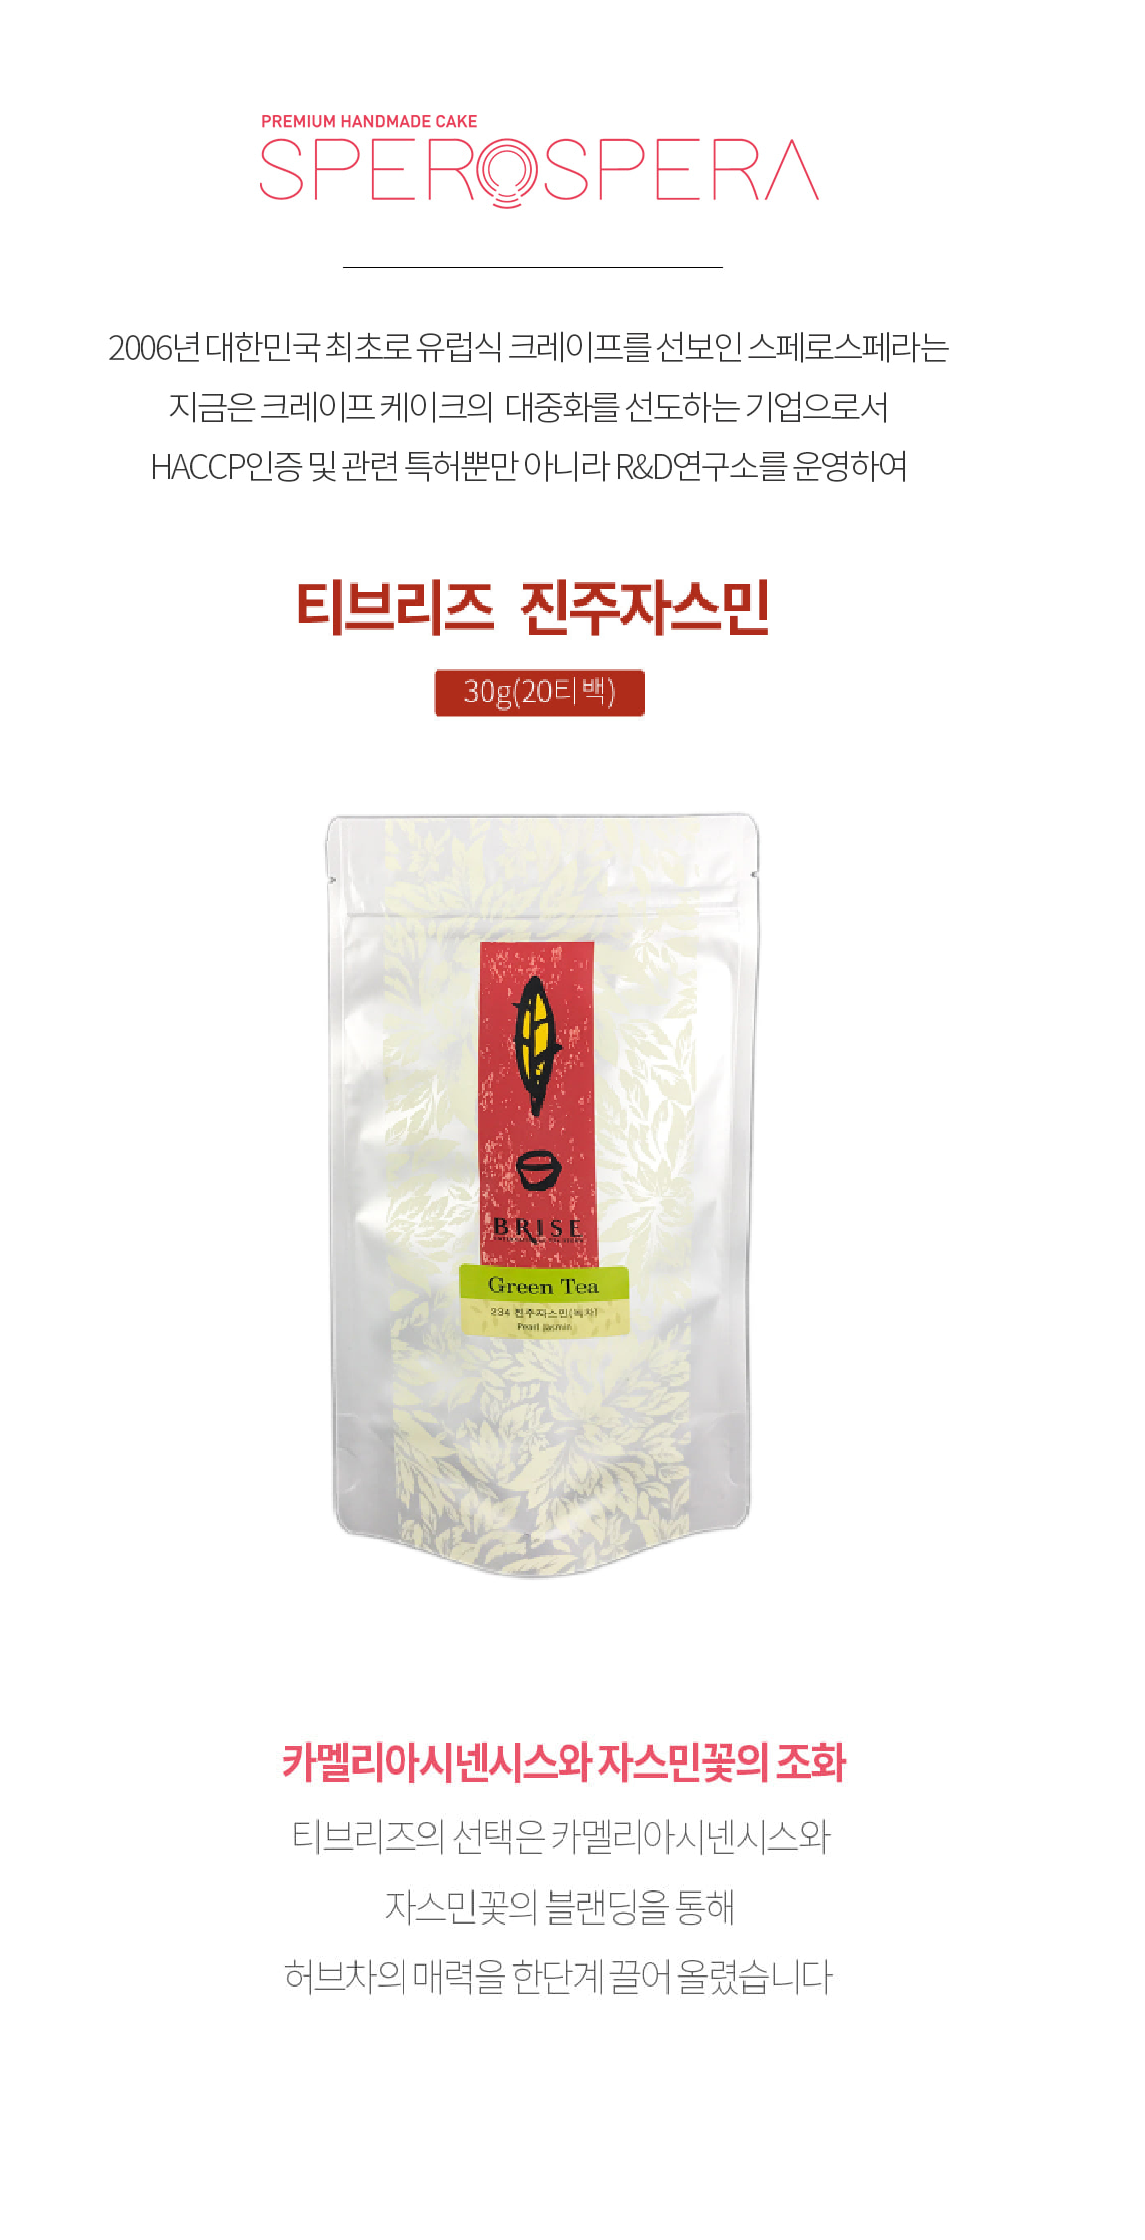 PREMIUM HANDMADE CAKE
SPEROSPERA
2006년 대한민국 최초로 유럽식 크레이프를 선보인 스페로스페라는
지금은 크레이프 케이크의 대중화를 선도하는 기업으로서
HACCP인증 및 관련 특허뿐만 아니라 R&D연구소를 운영하여
티브리즈 진주자스민
30g(20티백)
BRISE
Green Tea
234 진주자스민(녹차)
Pearl Jasmin
카멜리아시넨시스와 자스민꽃의 조화
티브리즈의 선택은 카멜리아시넨시스와
자스민꽃의 블랜딩을 통해
허브차의 매력을 한단계 끌어 올렸습니다